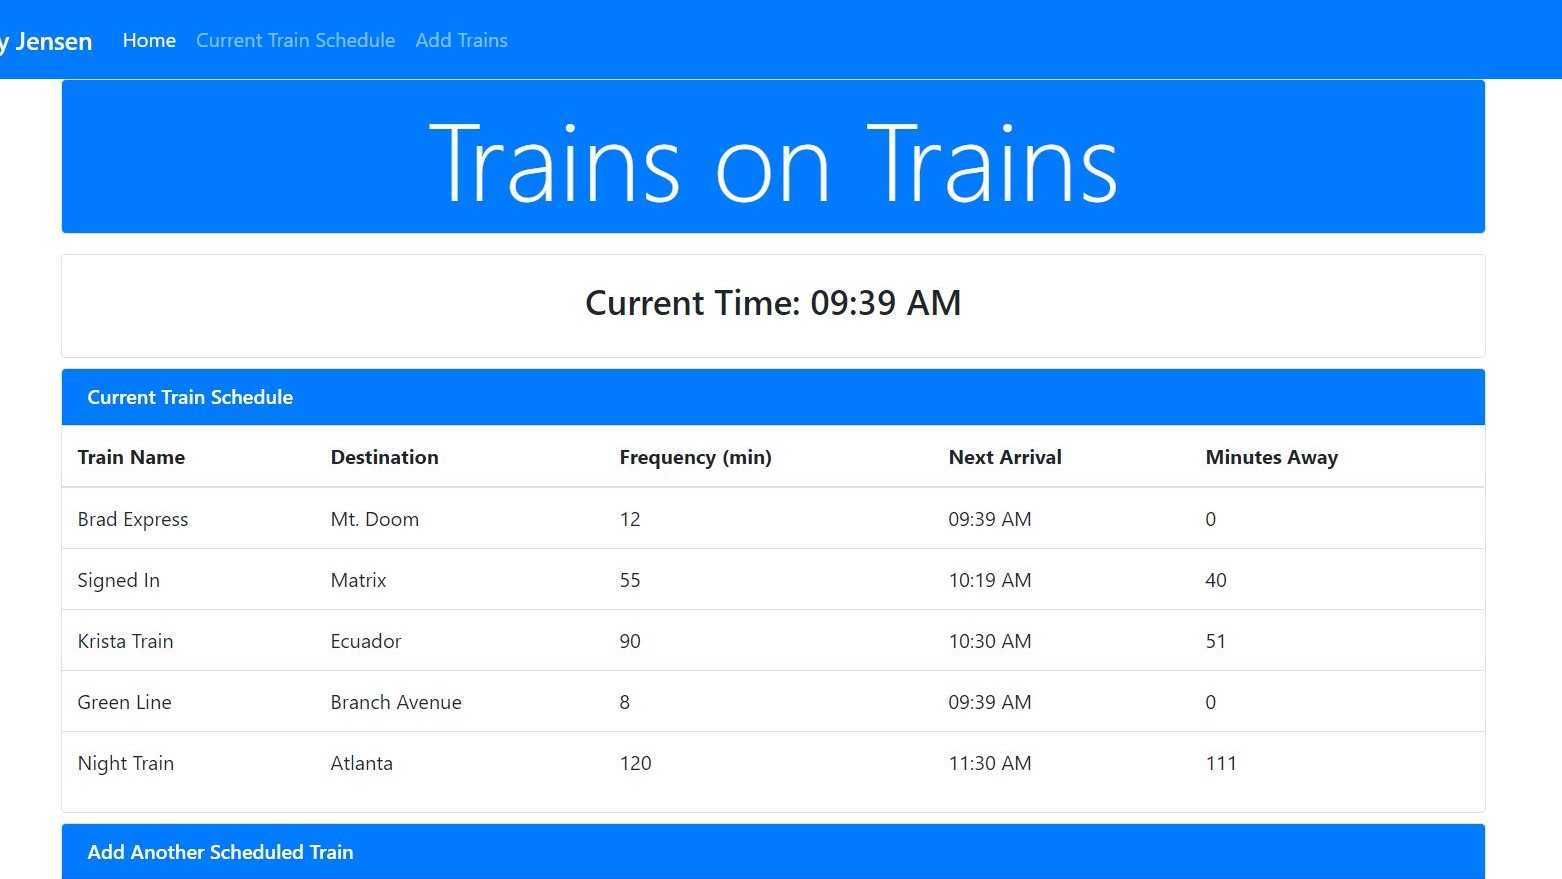 y Jensen Home Current Train Schedule Add Trains
Trains on Trains
Current Time: 09:39 AM
Current Train Schedule
Train Name Destination Frequency (min) Next Arrival Minutes Away
Brad Express Mt. Doom 12 09:39 AM 0
Signed In Matrix 55 10:19 AM 40
Krista Train Ecuador 90 10:30 AM 51
Green Line Branch Avenue 8 09:39 AM 0
Night Train Atlanta 120 11:30 AM 111
Add Another Scheduled Train